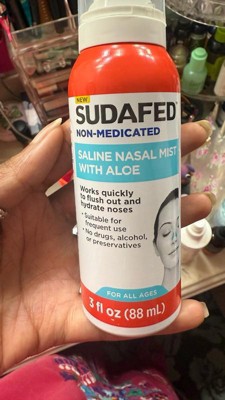 NEW
SUDAFED
NON-MEDICATED
SALINE NASAL MIST
WITH ALOE
Works quickly
to flush out and
hydrate noses
• Suitable for
frequent use
• No drugs, alcohol,
or preservatives
FOR ALL AGES
3 fl oz (88 mL)